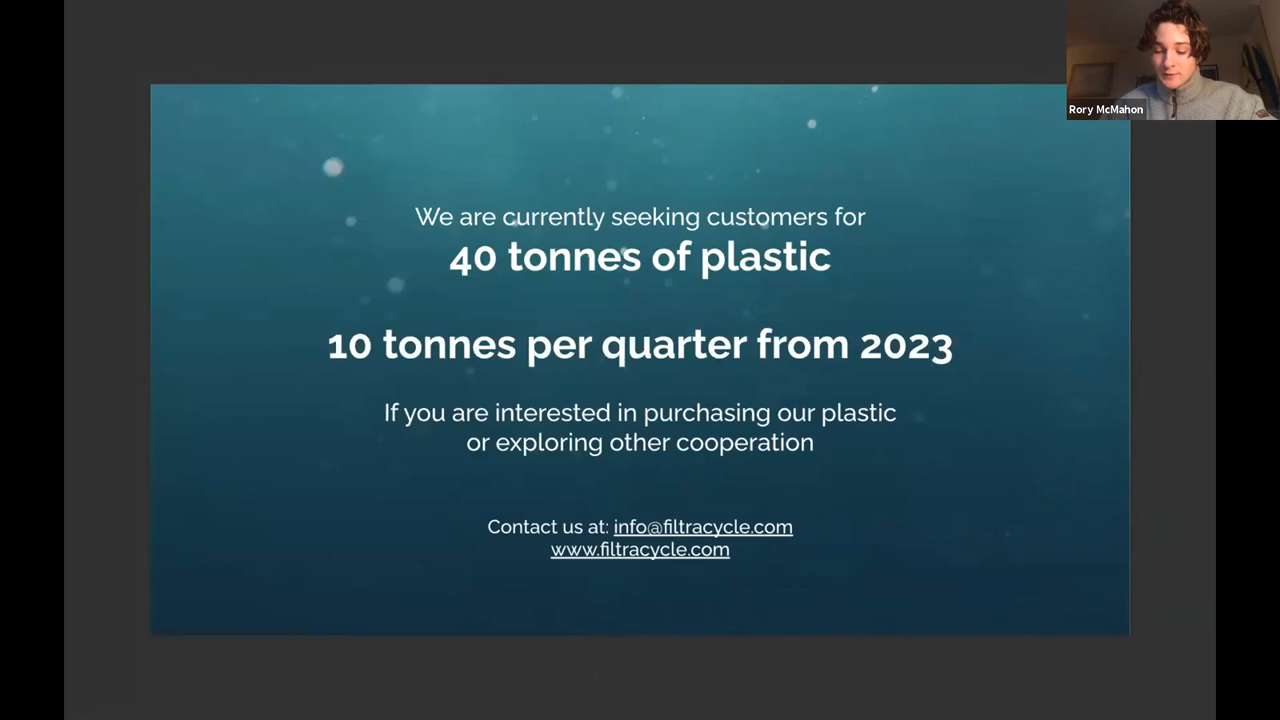 Rory McMahon
We are currently seeking customers for
40 tonnes of plastic
10 tonnes per quarter from 2023
If you are interested in purchasing our plastic
or exploring other cooperation
Contact us at: info@filtracycle.com
www.filtracycle.com